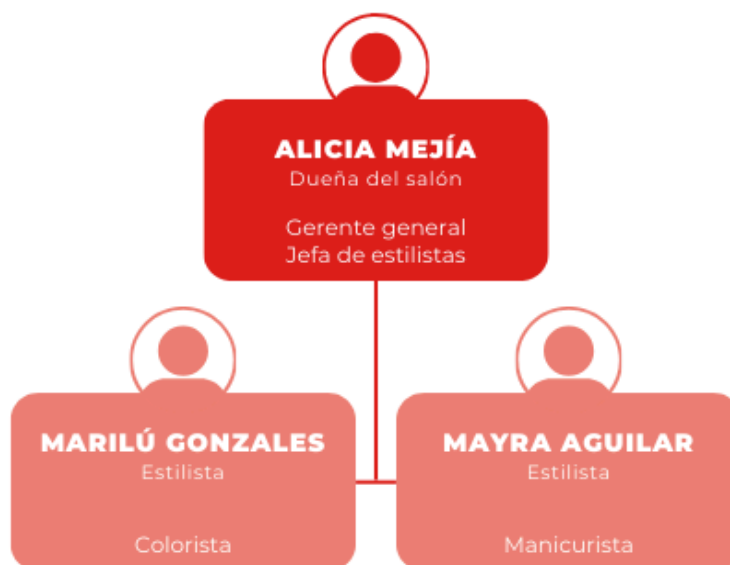 ALICIA MEJÍA
Dueña del salón
Gerente general
Jefa de estilistas
MARILÚ GONZALES
Estilista
Colorista
MAYRA AGUILAR
Estilista
Manicurista